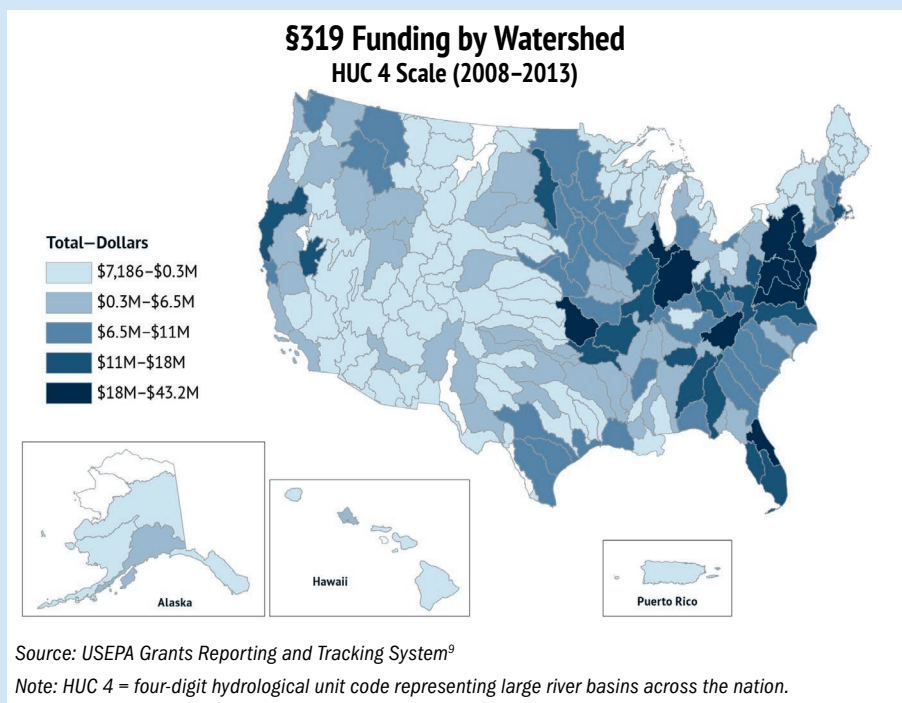 §319 Funding by Watershed
HUC 4 Scale (2008–2013)
Total—Dollars
$7,186–$0.3M
$0.3M–$6.5M
$6.5M–$11M
$11M–$18M
$18M–$43.2M
Alaska
Hawaii
Puerto Rico
Source: USEPA Grants Reporting and Tracking System⁹
Note: HUC 4 = four-digit hydrological unit code representing large river basins across the nation.